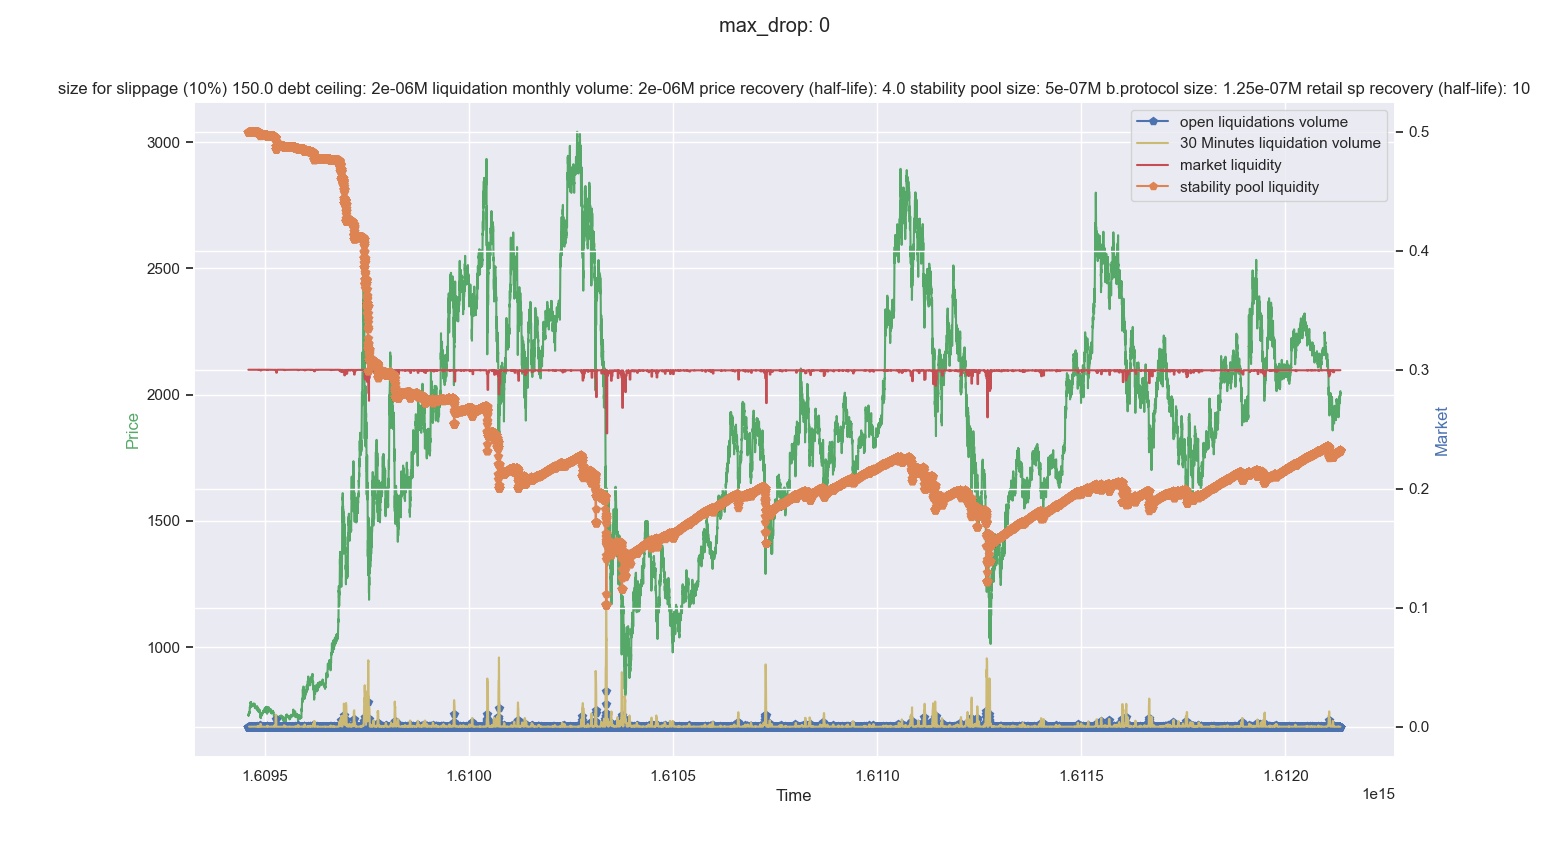 max_drop: 0
size for slippage (10%) 150.0 debt ceiling: 2e-06M liquidation monthly volume: 2e-06M price recovery (half-life): 4.0 stability pool size: 5e-07M b.protocol size: 1.25e-07M retail sp recovery (half-life): 10
open liquidations volume
30 Minutes liquidation volume
market liquidity
stability pool liquidity
3000
2500
2000
1500
1000
Price
0.5
0.4
0.3
0.2
0.1
0.0
Market
1.6095 1.6100 1.6105 1.6110 1.6115 1.6120
Time
1e15